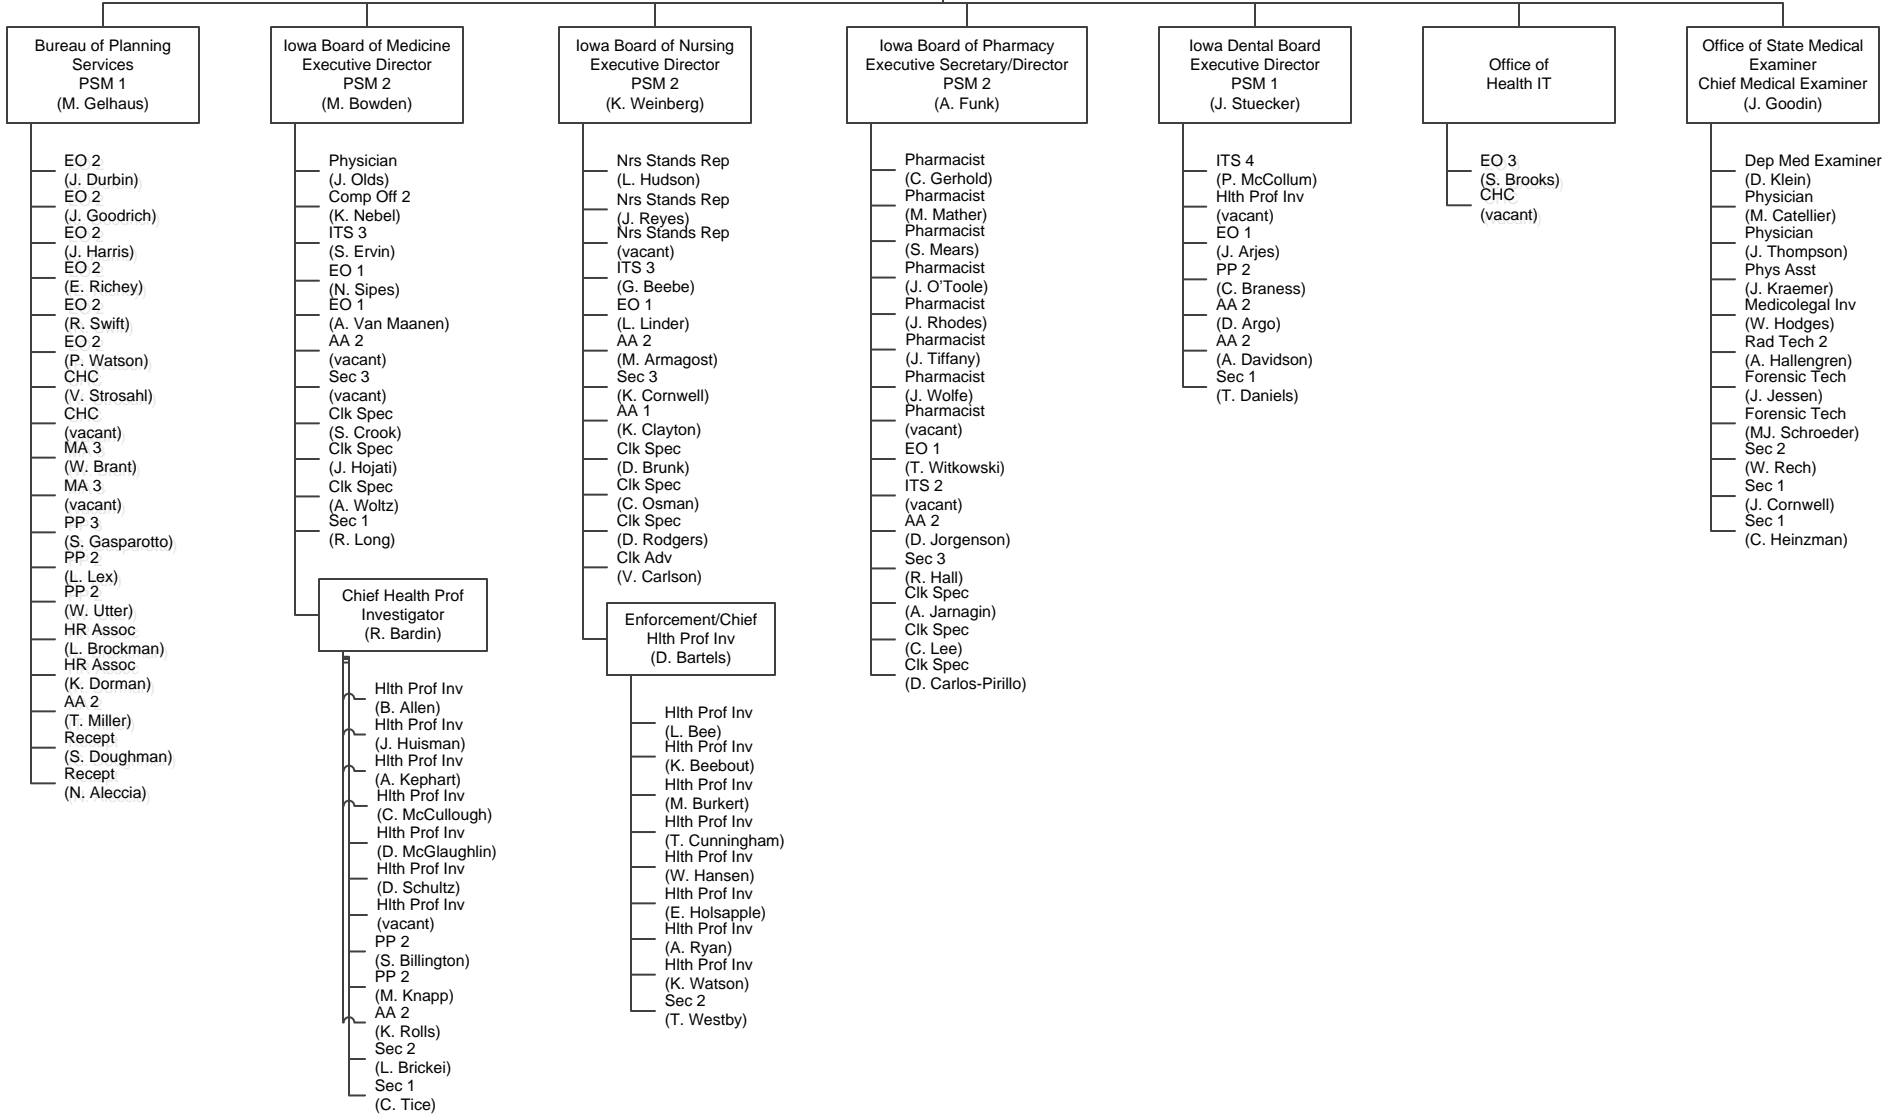 Bureau of Planning
Services
PSM 1
(M. Gelhaus)
EO 2
(J. Durbin)
EO 2
(J. Goodrich)
EO 2
(J. Harris)
EO 2
(E. Richey)
EO 2
(R. Swift)
EO 2
(P. Watson)
CHC
(V. Strosahl)
CHC
(vacant)
MA 3
(W. Brant)
MA 3
(vacant)
PP 3
(S. Gasparotto)
PP 2
(L. Lex)
PP 2
(W. Utter)
HR Assoc
(L. Brockman)
HR Assoc
(K. Dorman)
AA 2
(T. Miller)
Recept
(S. Doughman)
Recept
(N. Aleccia)
Iowa Board of Medicine
Executive Director
PSM 2
(M. Bowden)
Physician
(J. Olds)
Comp Off 2
(K. Nebel)
ITS 3
(S. Ervin)
EO 1
(N. Sipes)
EO 1
(A. Van Maanen)
AA 2
(vacant)
Sec 3
(vacant)
Clk Spec
(S. Crook)
Clk Spec
(J. Hojati)
Clk Spec
(A. Woltz)
Sec 1
(R. Long)
Chief Health Prof
Investigator
(R. Bardin)
Hlth Prof Inv
(B. Allen)
Hlth Prof Inv
(J. Huisman)
Hlth Prof Inv
(A. Kephart)
Hlth Prof Inv
(C. McCullough)
Hlth Prof Inv
(D. McGlaughlin)
Hlth Prof Inv
(D. Schultz)
Hlth Prof Inv
(vacant)
PP 2
(S. Billington)
PP 2
(M. Knapp)
AA 2
(K. Rolls)
Sec 2
(L. Brickei)
Sec 1
(C. Tice)
Iowa Board of Nursing
Executive Director
PSM 2
(K. Weinberg)
Nrs Stands Rep
(L. Hudson)
Nrs Stands Rep
(J. Reyes)
Nrs Stands Rep
(vacant)
ITS 3
(G. Beebe)
EO 1
(L. Linder)
AA 2
(M. Armagost)
Sec 3
(K. Cornwell)
AA 1
(K. Clayton)
Clk Spec
(D. Brunk)
Clk Spec
(C. Osman)
Clk Spec
(D. Rodgers)
Clk Adv
(V. Carlson)
Enforcement/Chief
Hlth Prof Inv
(D. Bartels)
Hlth Prof Inv
(L. Bee)
Hlth Prof Inv
(K. Beebout)
Hlth Prof Inv
(M. Burkert)
Hlth Prof Inv
(T. Cunningham)
Hlth Prof Inv
(W. Hansen)
Hlth Prof Inv
(E. Holsapple)
Hlth Prof Inv
(A. Ryan)
Hlth Prof Inv
(K. Watson)
Sec 2
(T. Westby)
Iowa Board of Pharmacy
Executive Secretary/Director
PSM 2
(A. Funk)
Pharmacist
(C. Gerhold)
Pharmacist
(M. Mather)
Pharmacist
(S. Mears)
Pharmacist
(J. O'Toole)
Pharmacist
(J. Rhodes)
Pharmacist
(J. Tiffany)
Pharmacist
(J. Wolfe)
Pharmacist
(vacant)
EO 1
(T. Witkowski)
ITS 2
(vacant)
AA 2
(D. Jorgenson)
Sec 3
(R. Hall)
Clk Spec
(A. Jarnagin)
Clk Spec
(C. Lee)
Clk Spec
(D. Carlos-Pirillo)
Iowa Dental Board
Executive Director
PSM 1
(J. Stuecker)
ITS 4
(P. McCollum)
Hlth Prof Inv
(vacant)
EO 1
(J. Arjes)
PP 2
(C. Braness)
AA 2
(D. Argo)
AA 2
(A. Davidson)
Sec 1
(T. Daniels)
Office of
Health IT
EO 3
(S. Brooks)
CHC
(vacant)
Office of State Medical
Examiner
Chief Medical Examiner
(J. Goodin)
Dep Med Examiner
(D. Klein)
Physician
(M. Catellier)
Physician
(J. Thompson)
Phys Asst
(J. Kraemer)
Medicolegal Inv
(W. Hodges)
Rad Tech 2
(A. Hallengren)
Forensic Tech
(J. Jessen)
Forensic Tech
(MJ. Schroeder)
Sec 2
(W. Rech)
Sec 1
(J. Cornwell)
Sec 1
(C. Heinzman)